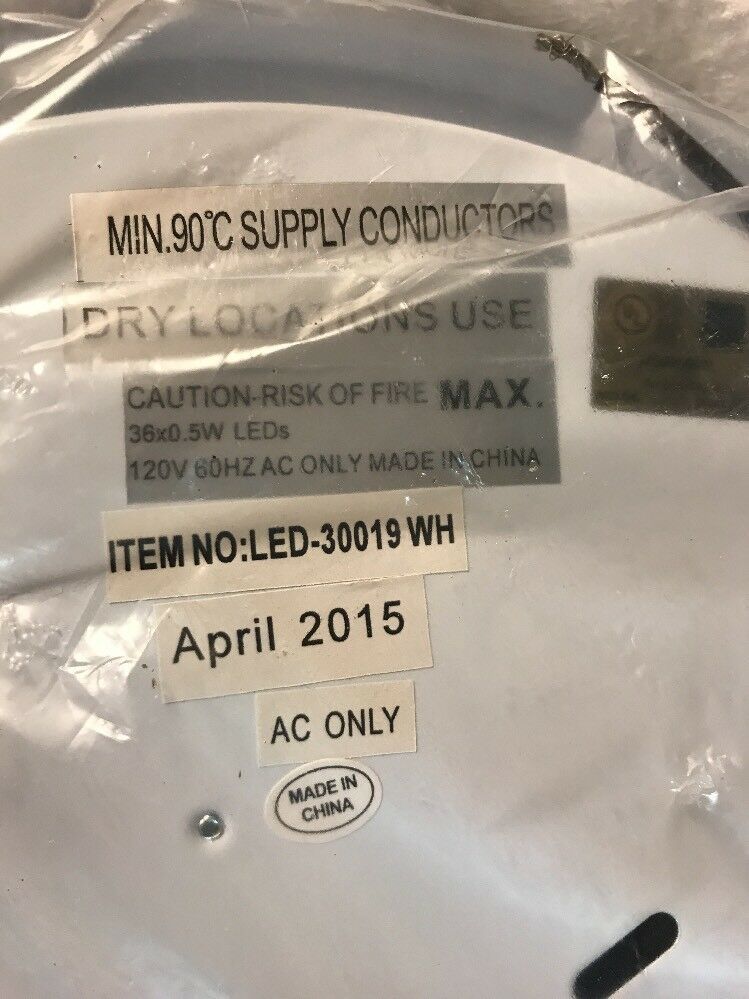 MIN.90°C SUPPLY CONDUCTORS
DRY LOCATIONS USE
CAUTION-RISK OF FIRE MAX.
36x0.5W LEDs
120V 60HZ AC ONLY MADE IN CHINA
ITEM NO:LED-30019 WH
April 2015
AC ONLY
MADE IN
CHINA
UL